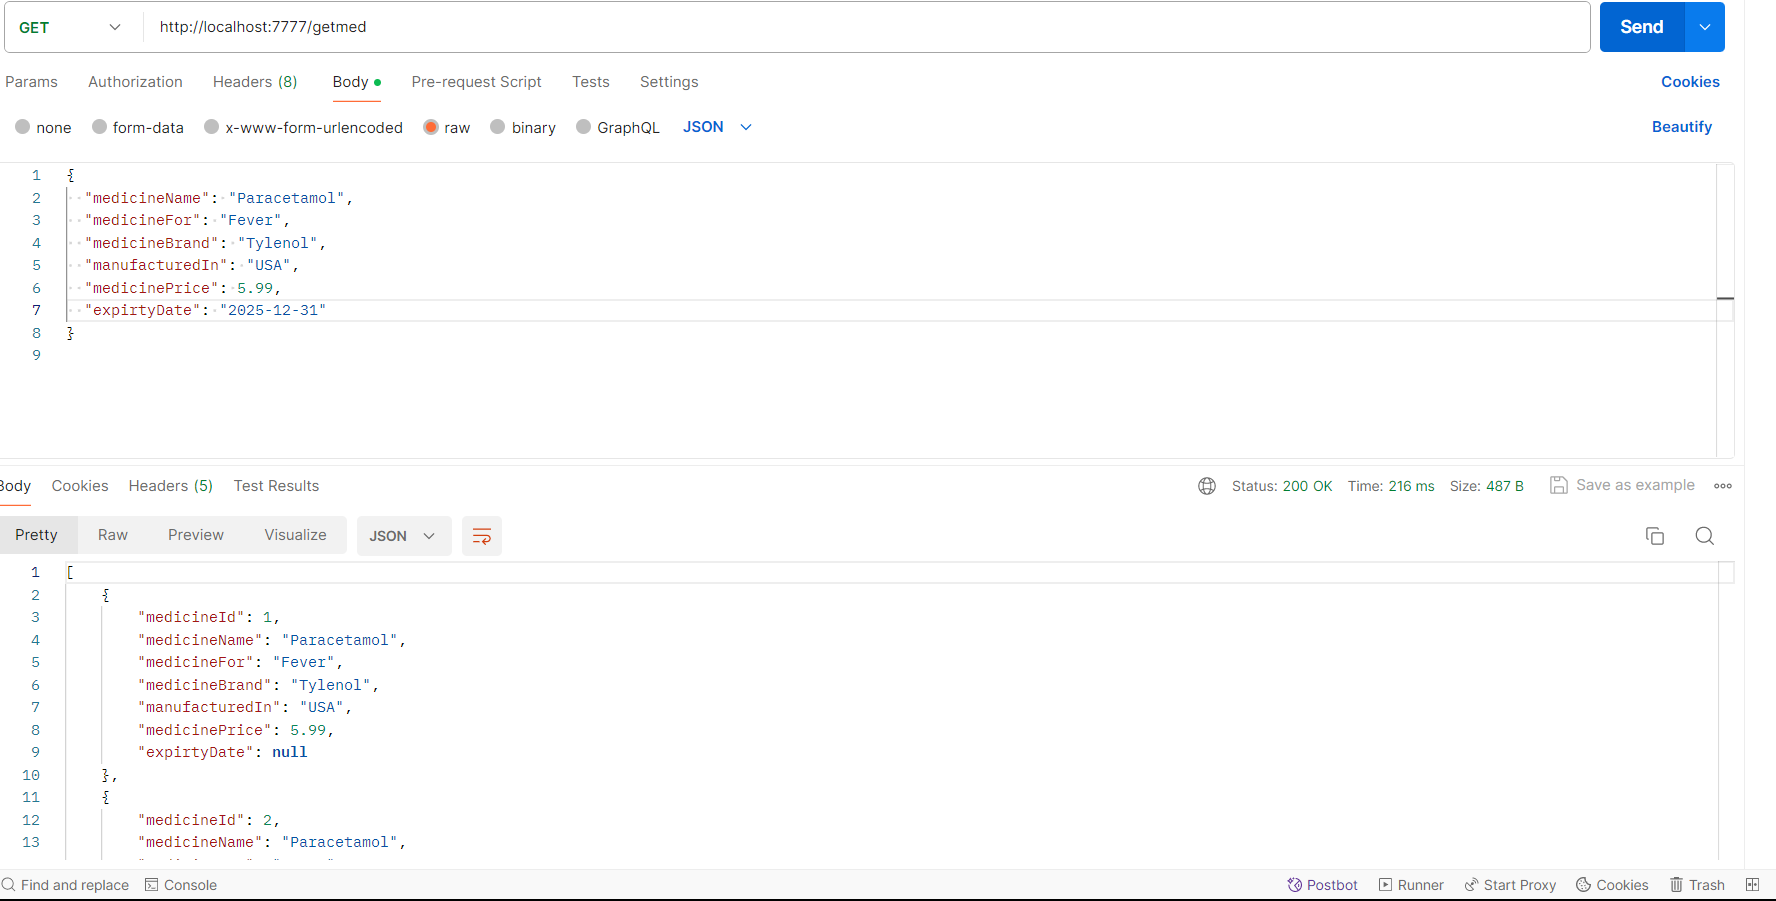 GET http://localhost:7777/getmed Send
Params Authorization Headers (8) Body Pre-request Script Tests Settings Cookies
none form-data x-www-form-urlencoded raw binary GraphQL JSON Beautify
1 {
2 "medicineName": "Paracetamol",
3 "medicineFor": "Fever",
4 "medicineBrand": "Tylenol",
5 "manufacturedIn": "USA",
6 "medicinePrice": 5.99,
7 "expirtyDate": "2025-12-31"
8 }
9
Body Cookies Headers (5) Test Results Status: 200 OK Time: 216 ms Size: 487 B Save as example
Pretty Raw Preview Visualize JSON
1 [
2 {
3 "medicineId": 1,
4 "medicineName": "Paracetamol",
5 "medicineFor": "Fever",
6 "medicineBrand": "Tylenol",
7 "manufacturedIn": "USA",
8 "medicinePrice": 5.99,
9 "expirtyDate": null
10 },
11 {
12 "medicineId": 2,
13 "medicineName": "Paracetamol",
Find and replace Console Postbot Runner Start Proxy Cookies Trash